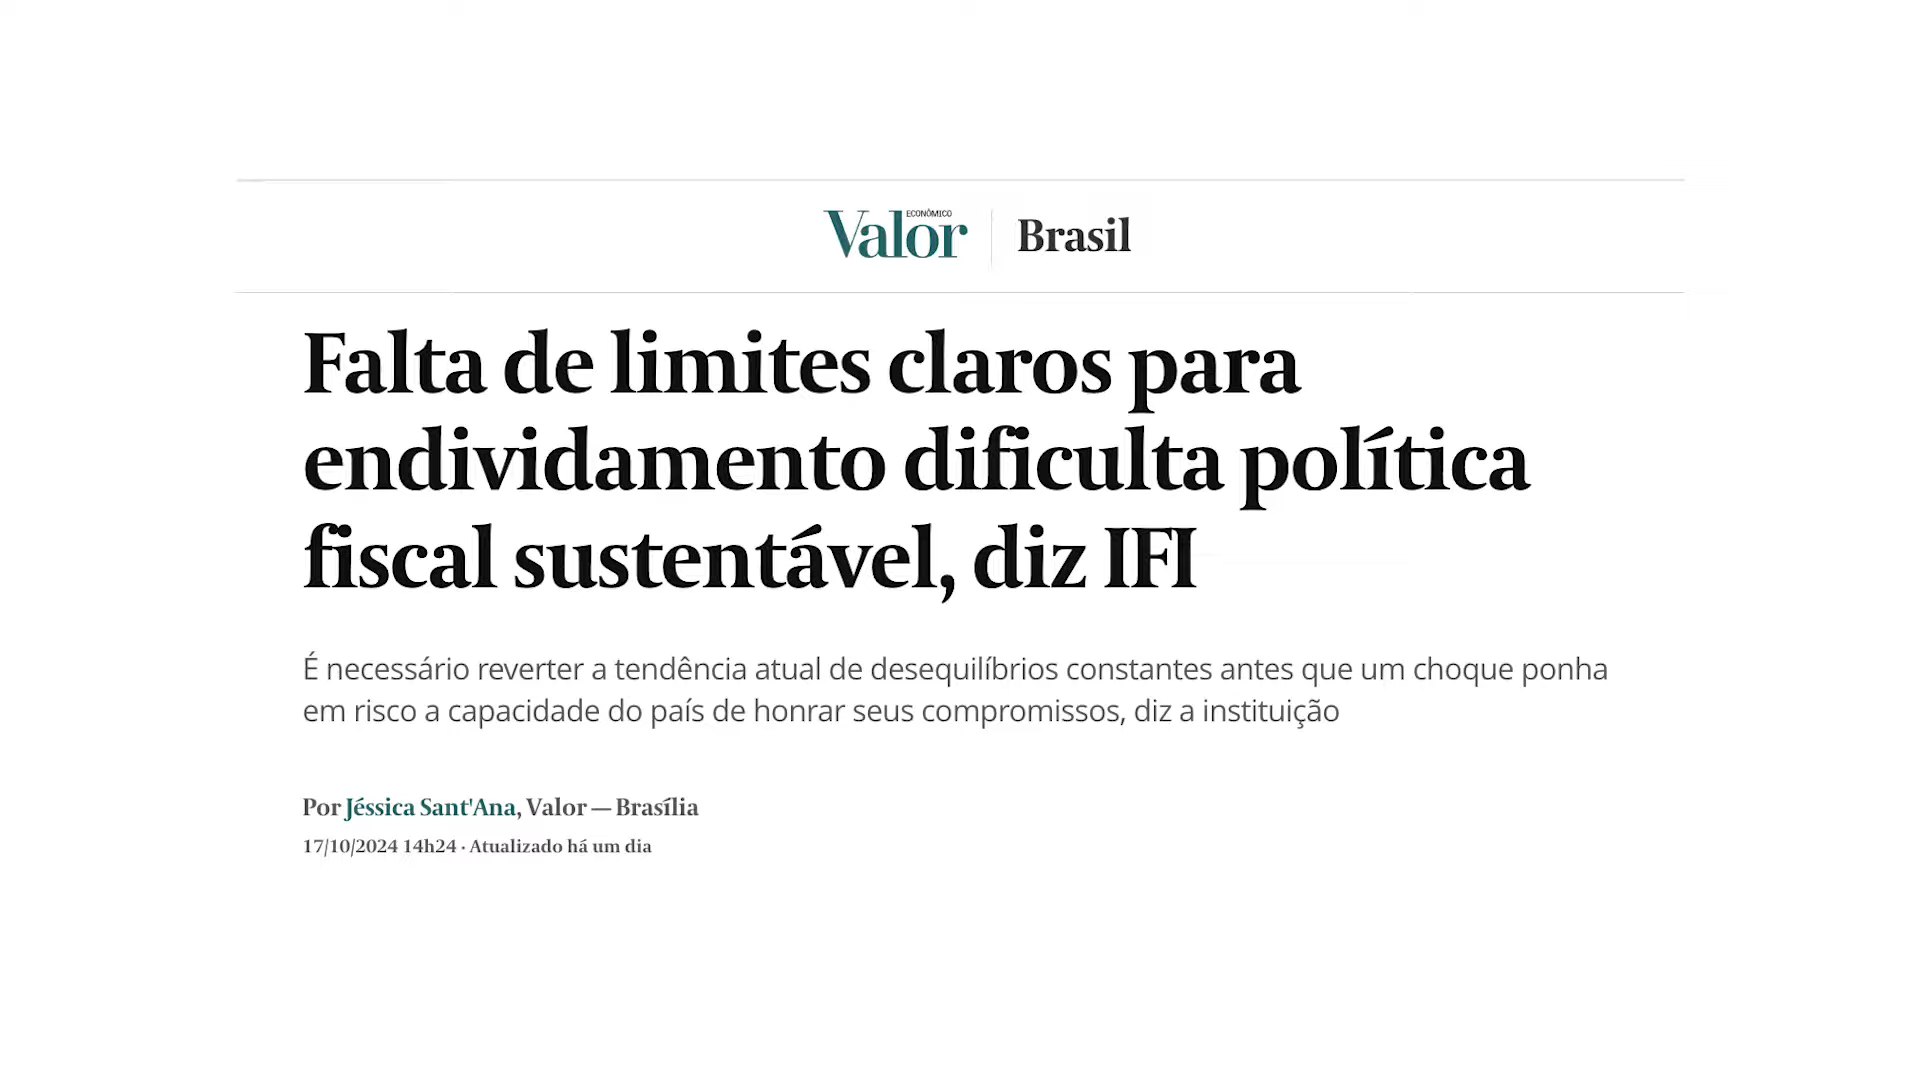 Valor ECONÔMICO | Brasil
Falta de limites claros para
endividamento dificulta política
fiscal sustentável, diz IFI
É necessário reverter a tendência atual de desequilíbrios constantes antes que um choque ponha
em risco a capacidade do país de honrar seus compromissos, diz a instituição
Por Jéssica Sant'Ana, Valor — Brasília
17/10/2024 14h24 · Atualizado há um dia